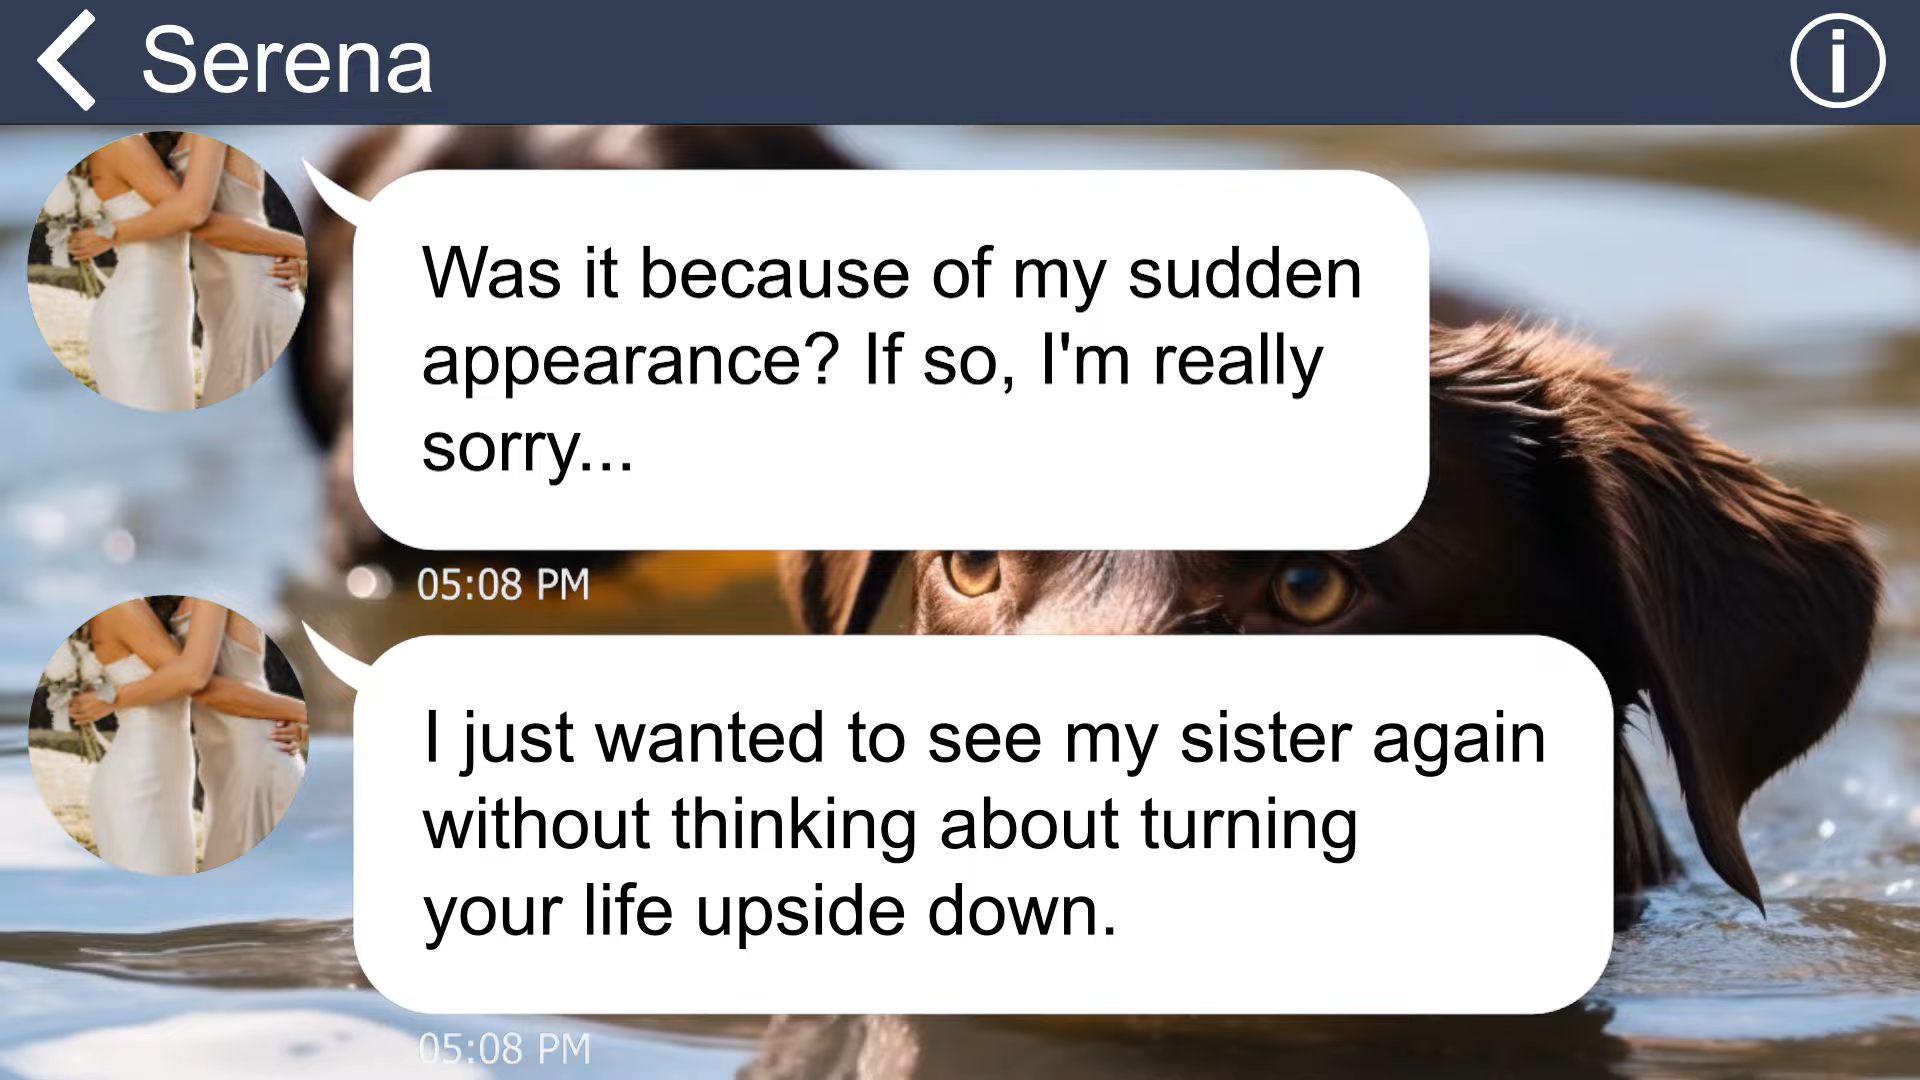 Serena
Was it because of my sudden
appearance? If so, I'm really
sorry...
05:08 PM
I just wanted to see my sister again
without thinking about turning
your life upside down.
05:08 PM